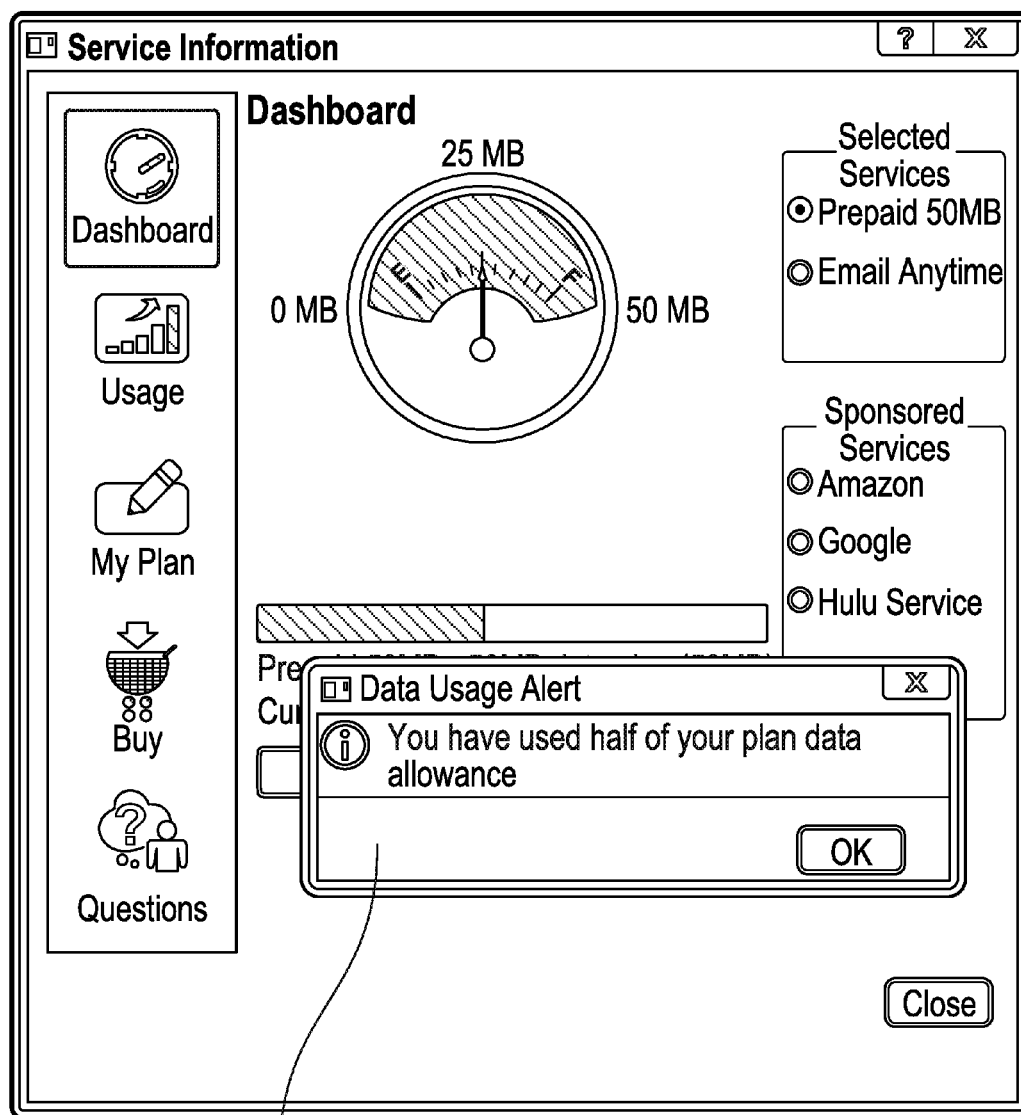 Service Information
? X
Dashboard
Dashboard
Usage
My Plan
Buy
?
Questions
25 MB
0 MB
E
F
50 MB
Selected
Services
Prepaid 50MB
Email Anytime
Sponsored
Services
Amazon
Google
Hulu Service
Data Usage Alert
X
i
You have used half of your plan data
allowance
OK
Close